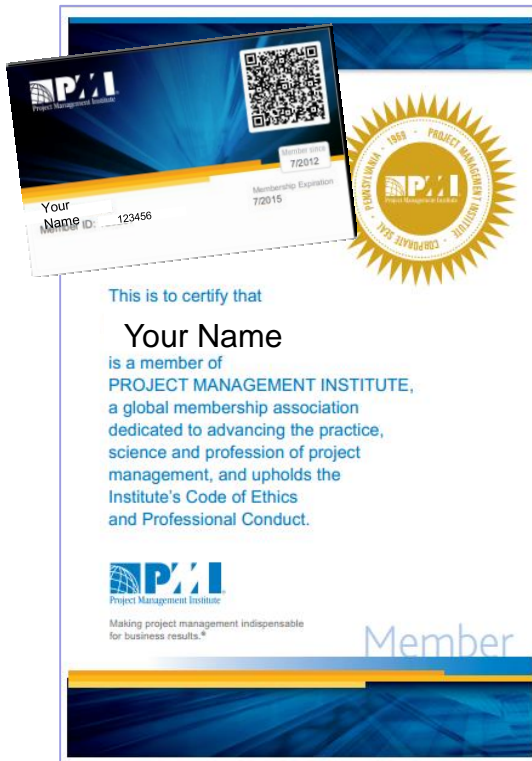 PMI
Project Management Institute
Member since
7/2012
Membership Expiration
7/2015
Your
Name
Member ID: 123456
PENNSYLVANIA · 1969 · PROJECT MANAGEMENT INSTITUTE · CORPORATE SEAL ·
PMI
Project Management Institute
This is to certify that
Your Name
is a member of
PROJECT MANAGEMENT INSTITUTE,
a global membership association
dedicated to advancing the practice,
science and profession of project
management, and upholds the
Institute's Code of Ethics
and Professional Conduct.
PMI
Project Management Institute
Making project management indispensable
for business results.®
Member